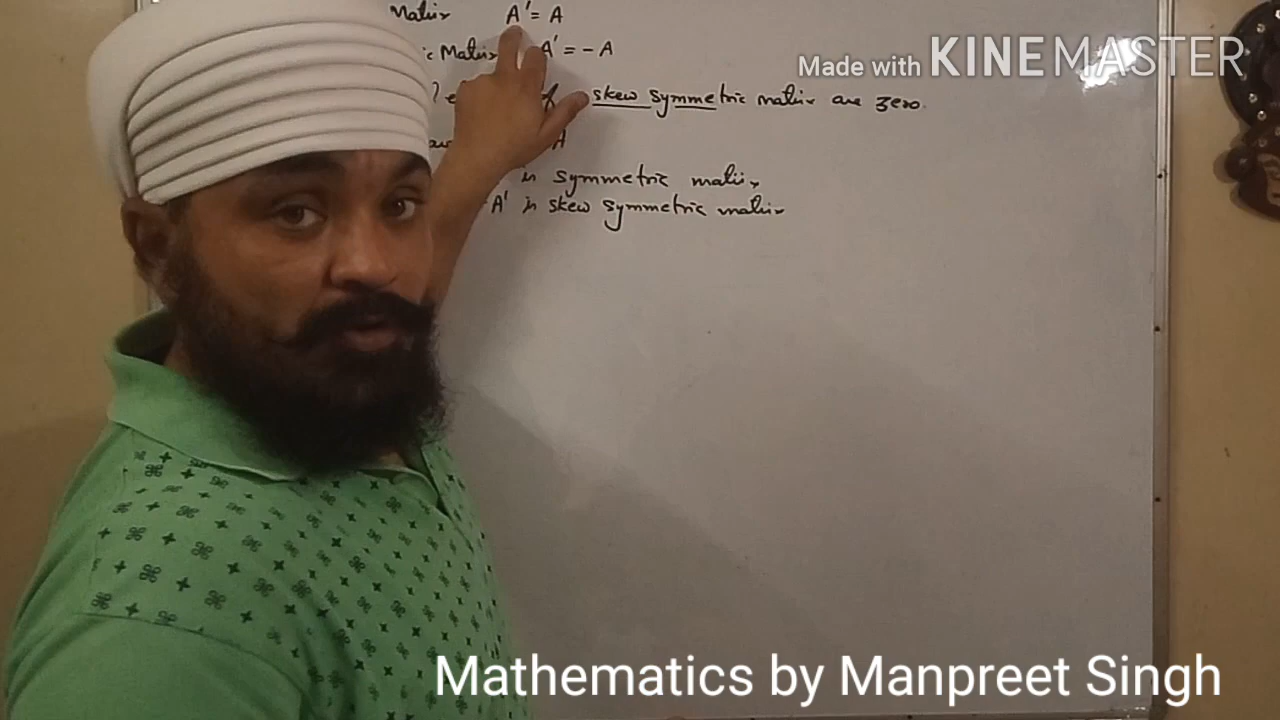 Matrix A' = A
Made with KINEMASTER
ic Matrix A' = - A
skew symmetric matrix are zero.
A
is symmetric matrix
A' is skew symmetric matrix
Mathematics by Manpreet Singh